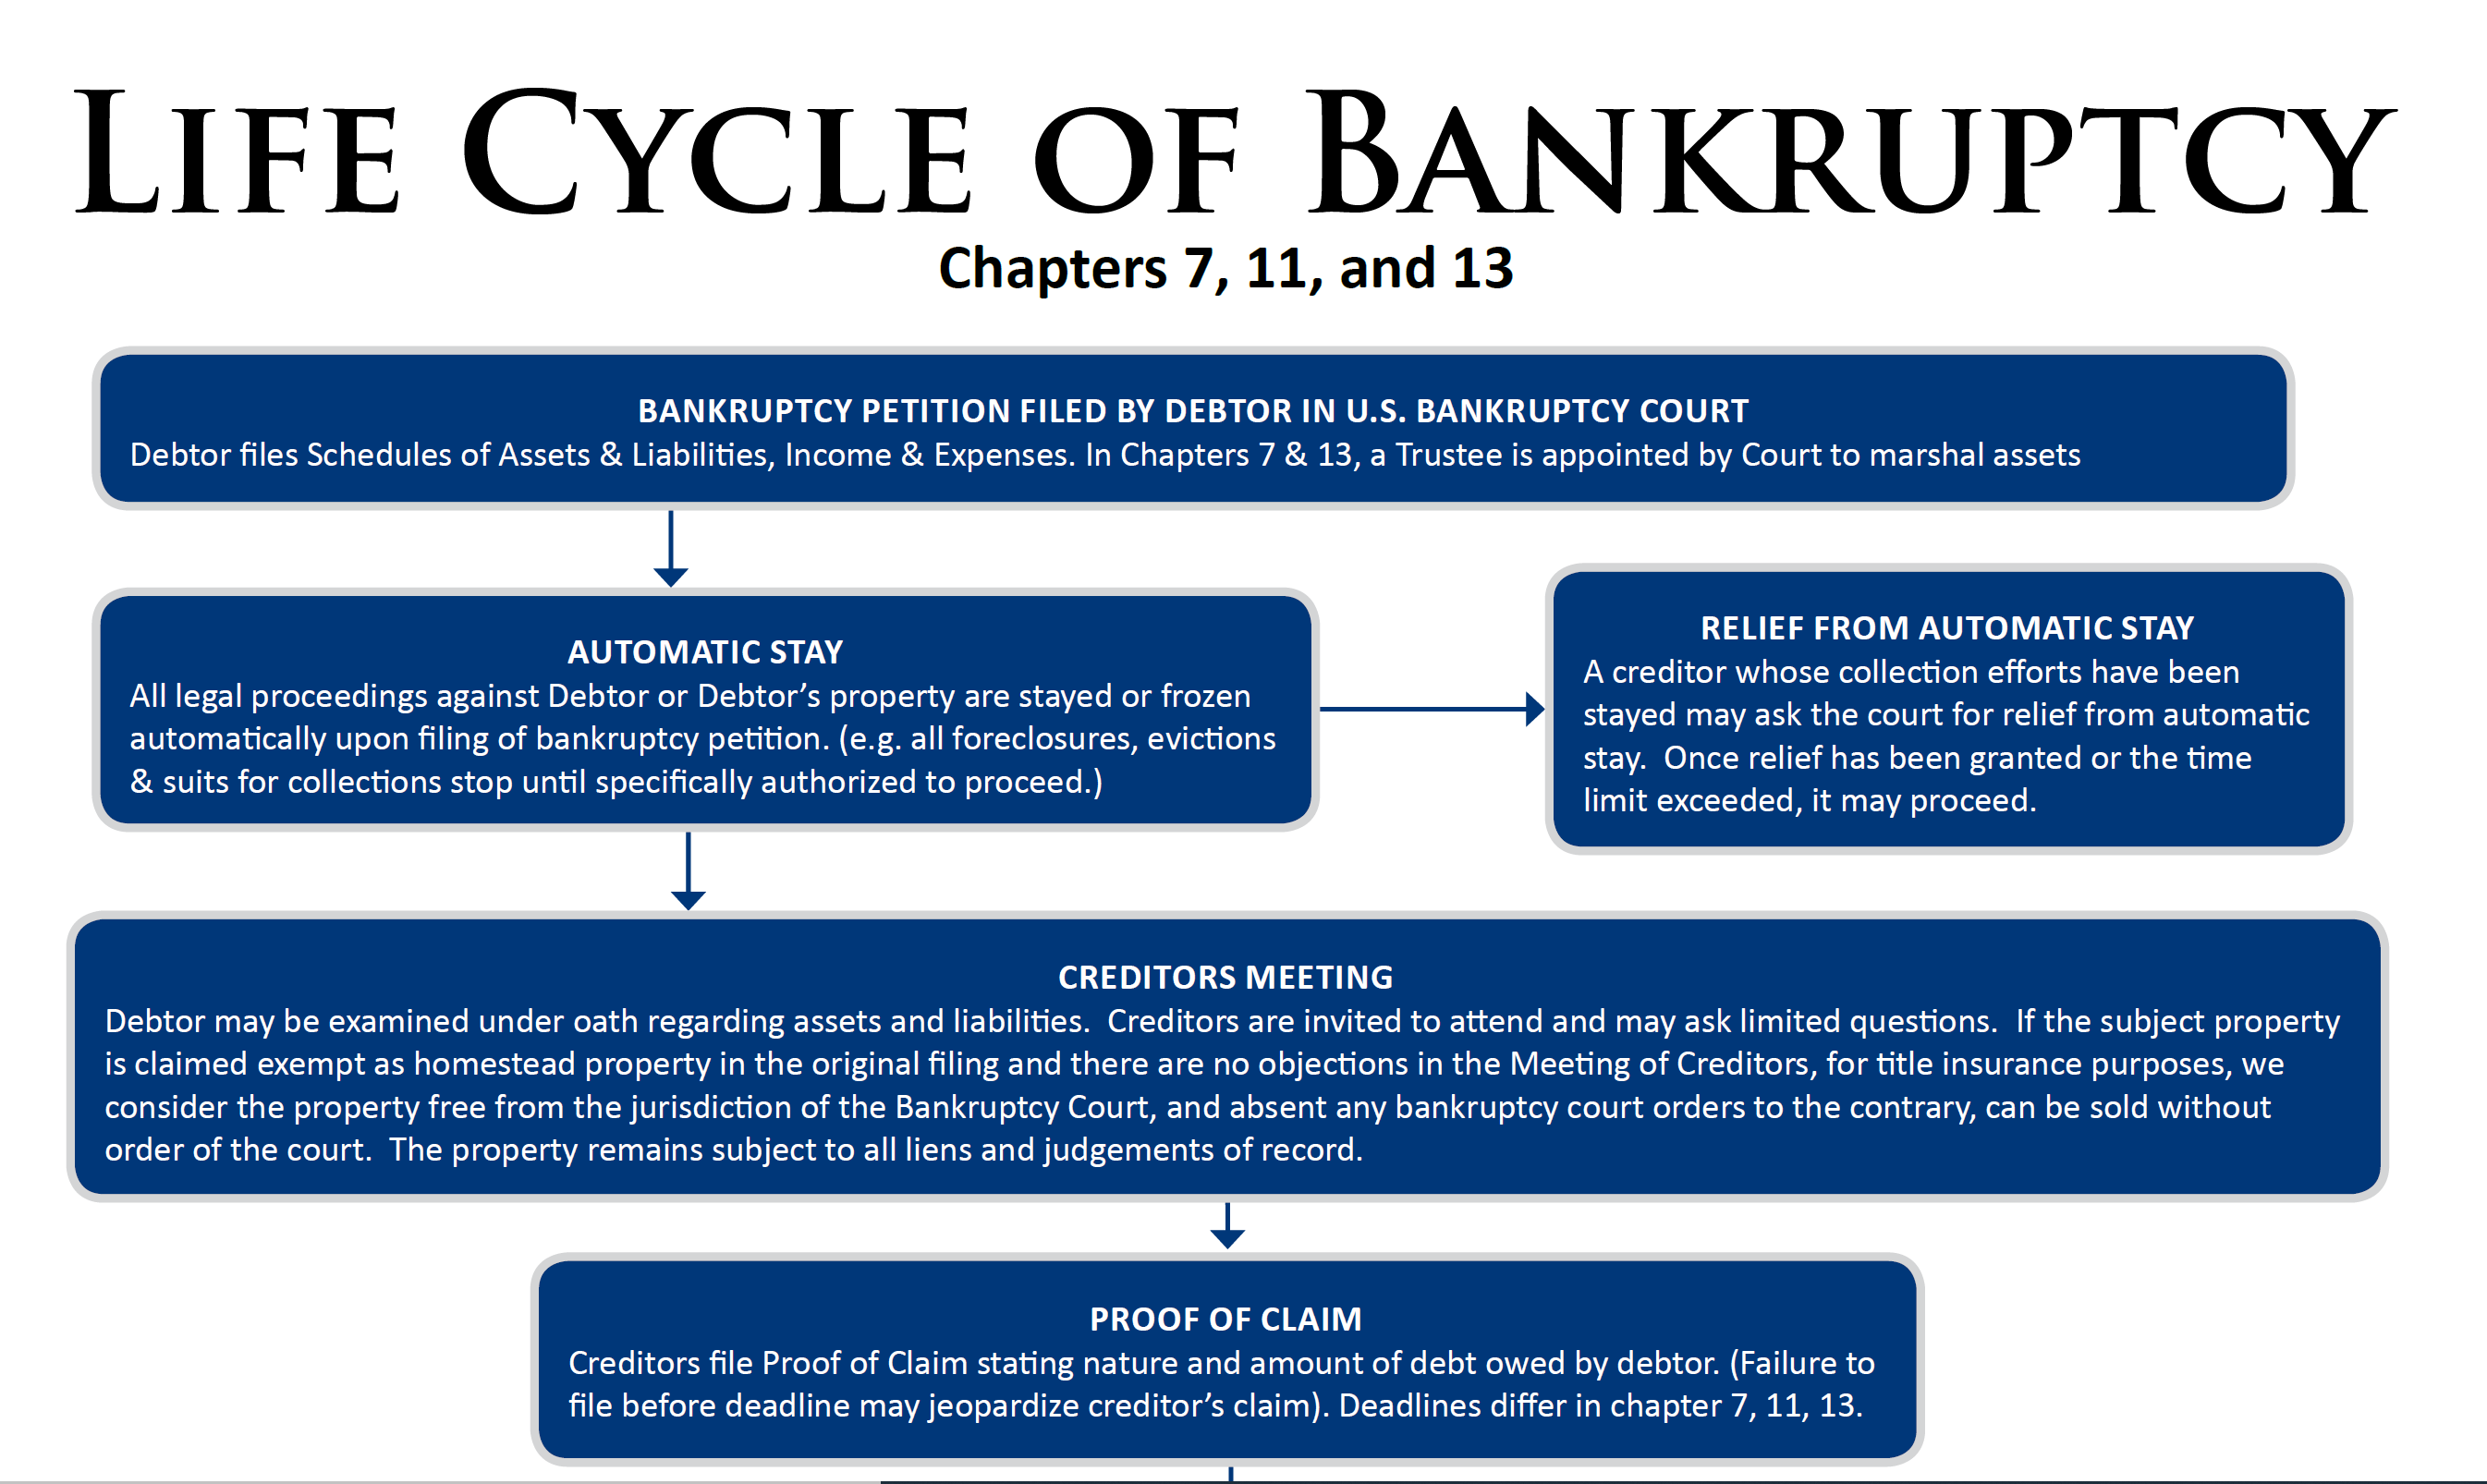 LIFE CYCLE OF BANKRUPTCY
Chapters 7, 11, and 13
BANKRUPTCY PETITION FILED BY DEBTOR IN U.S. BANKRUPTCY COURT
Debtor files Schedules of Assets & Liabilities, Income & Expenses. In Chapters 7 & 13, a Trustee is appointed by Court to marshal assets
AUTOMATIC STAY
All legal proceedings against Debtor or Debtor’s property are stayed or frozen
automatically upon filing of bankruptcy petition. (e.g. all foreclosures, evictions
& suits for collections stop until specifically authorized to proceed.)
RELIEF FROM AUTOMATIC STAY
A creditor whose collection efforts have been
stayed may ask the court for relief from automatic
stay.  Once relief has been granted or the time
limit exceeded, it may proceed.
CREDITORS MEETING
Debtor may be examined under oath regarding assets and liabilities.  Creditors are invited to attend and may ask limited questions.  If the subject property
is claimed exempt as homestead property in the original filing and there are no objections in the Meeting of Creditors, for title insurance purposes, we
consider the property free from the jurisdiction of the Bankruptcy Court, and absent any bankruptcy court orders to the contrary, can be sold without
order of the court.  The property remains subject to all liens and judgements of record.
PROOF OF CLAIM
Creditors file Proof of Claim stating nature and amount of debt owed by debtor. (Failure to
file before deadline may jeopardize creditor’s claim). Deadlines differ in chapter 7, 11, 13.